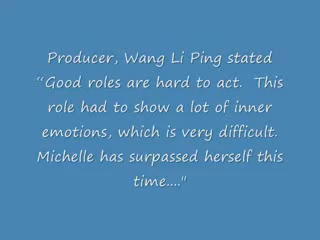 Producer, Wang Li Ping stated
“Good roles are hard to act.  This
role had to show a lot of inner
emotions, which is very difficult.
Michelle has surpassed herself this
time...."